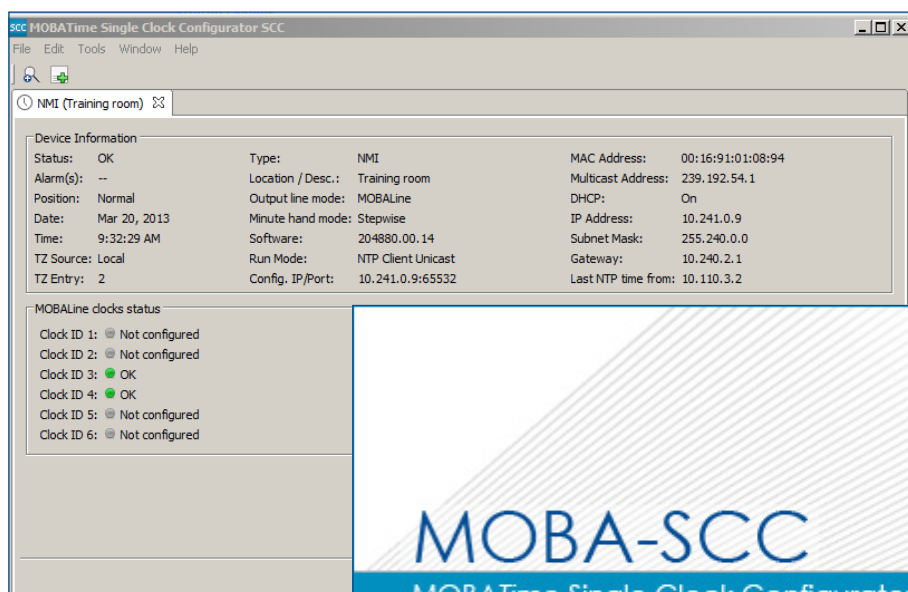 scc MOBATime Single Clock Configurator SCC
File Edit Tools Window Help
NMI (Training room)
Device Information
Status: OK Type: NMI MAC Address: 00:16:91:01:08:94
Alarm(s): -- Location / Desc.: Training room Multicast Address: 239.192.54.1
Position: Normal Output line mode: MOBALine DHCP: On
Date: Mar 20, 2013 Minute hand mode: Stepwise IP Address: 10.241.0.9
Time: 9:32:29 AM Software: 204880.00.14 Subnet Mask: 255.240.0.0
TZ Source: Local Run Mode: NTP Client Unicast Gateway: 10.240.2.1
TZ Entry: 2 Config. IP/Port: 10.241.0.9:65532 Last NTP time from: 10.110.3.2
MOBALine clocks status
Clock ID 1: Not configured
Clock ID 2: Not configured
Clock ID 3: OK
Clock ID 4: OK
Clock ID 5: Not configured
Clock ID 6: Not configured
MOBA-SCC
MOBATime Single Clock Configurator